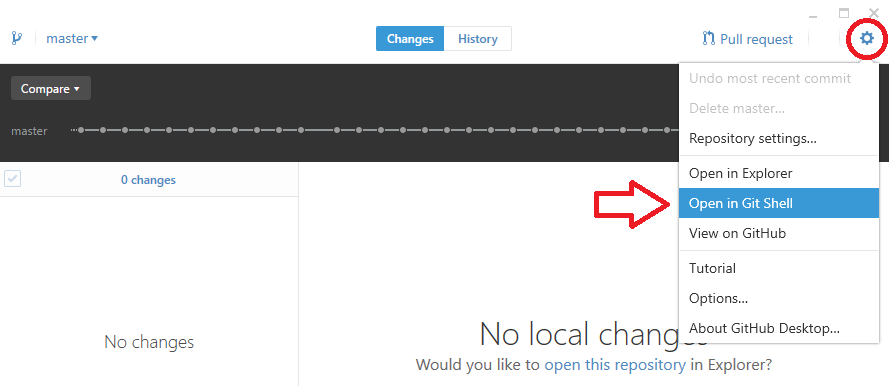 master
Changes
History
Pull request
Compare
master
0 changes
No changes
No local changes
Would you like to open this repository in Explorer?
Undo most recent commit
Delete master...
Repository settings...
Open in Explorer
Open in Git Shell
View on GitHub
Tutorial
Options...
About GitHub Desktop...